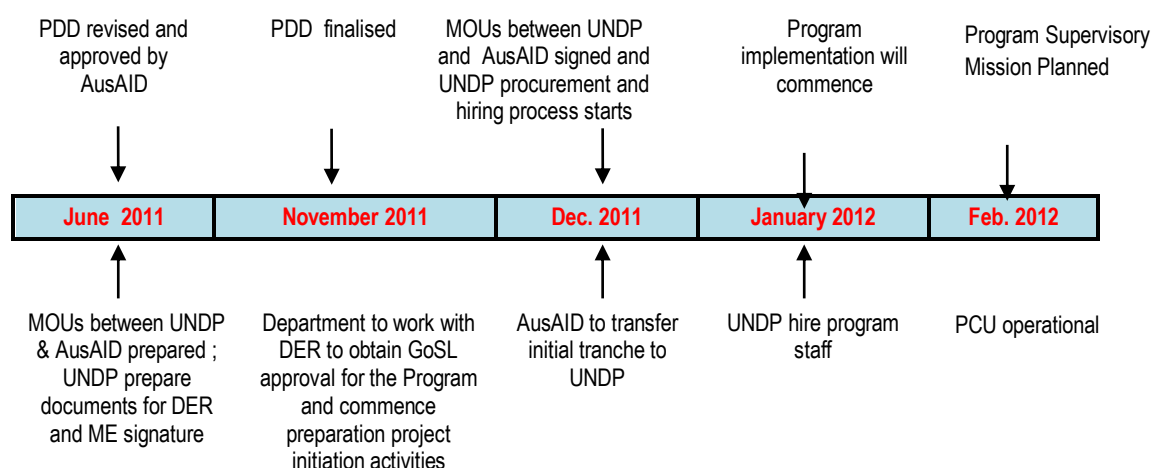 PDD revised and
approved by
AusAID
PDD finalised
MOUs between UNDP
and AusAID signed and
UNDP procurement and
hiring process starts
Program
implementation will
commence
Program Supervisory
Mission Planned
June 2011
November 2011
Dec. 2011
January 2012
Feb. 2012
MOUs between UNDP
& AusAID prepared ;
UNDP prepare
documents for DER
and ME signature
Department to work with
DER to obtain GoSL
approval for the Program
and commence
preparation project
initiation activities
AusAID to transfer
initial tranche to
UNDP
UNDP hire program
staff
PCU operational